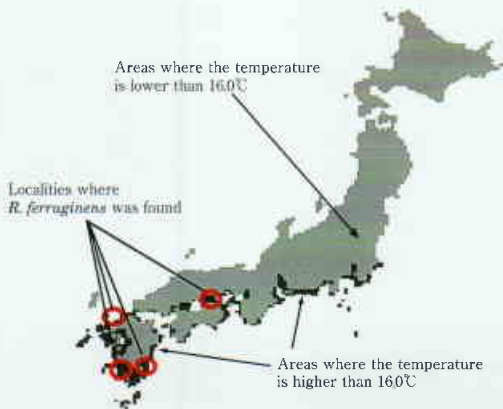 Areas where the temperature
is lower than 16.0℃
Localities where
R. ferruginens was found
Areas where the temperature
is higher than 16.0℃